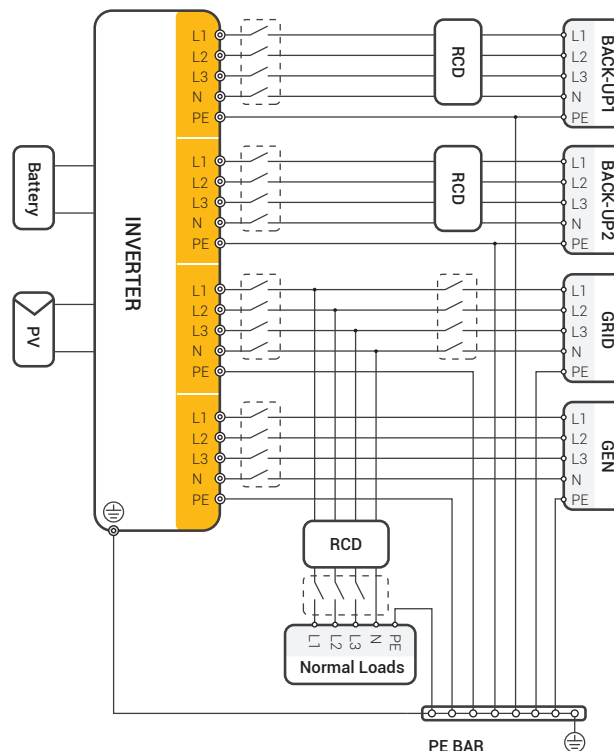 L1
L2
L3
N
PE
RCD
L1
L2
L3
N
PE
BACK-UP1
L1
L2
L3
N
PE
RCD
L1
L2
L3
N
PE
BACK-UP2
Battery
INVERTER
PV
L1
L2
L3
N
PE
L1
L2
L3
N
PE
GRID
L1
L2
L3
N
PE
L1
L2
L3
N
PE
GEN
RCD
L1 L2 L3 N PE
Normal Loads
PE BAR